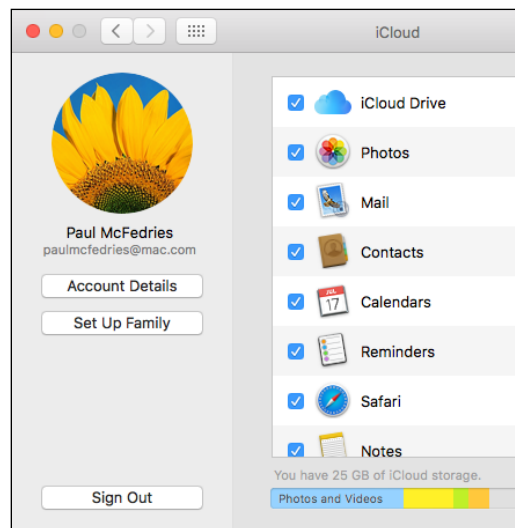 iCloud
Paul McFedries
paulmcfedries@mac.com
Account Details
Set Up Family
Sign Out
iCloud Drive
Photos
Mail
Contacts
JUL
17
Calendars
Reminders
Safari
Notes
You have 25 GB of iCloud storage.
Photos and Videos